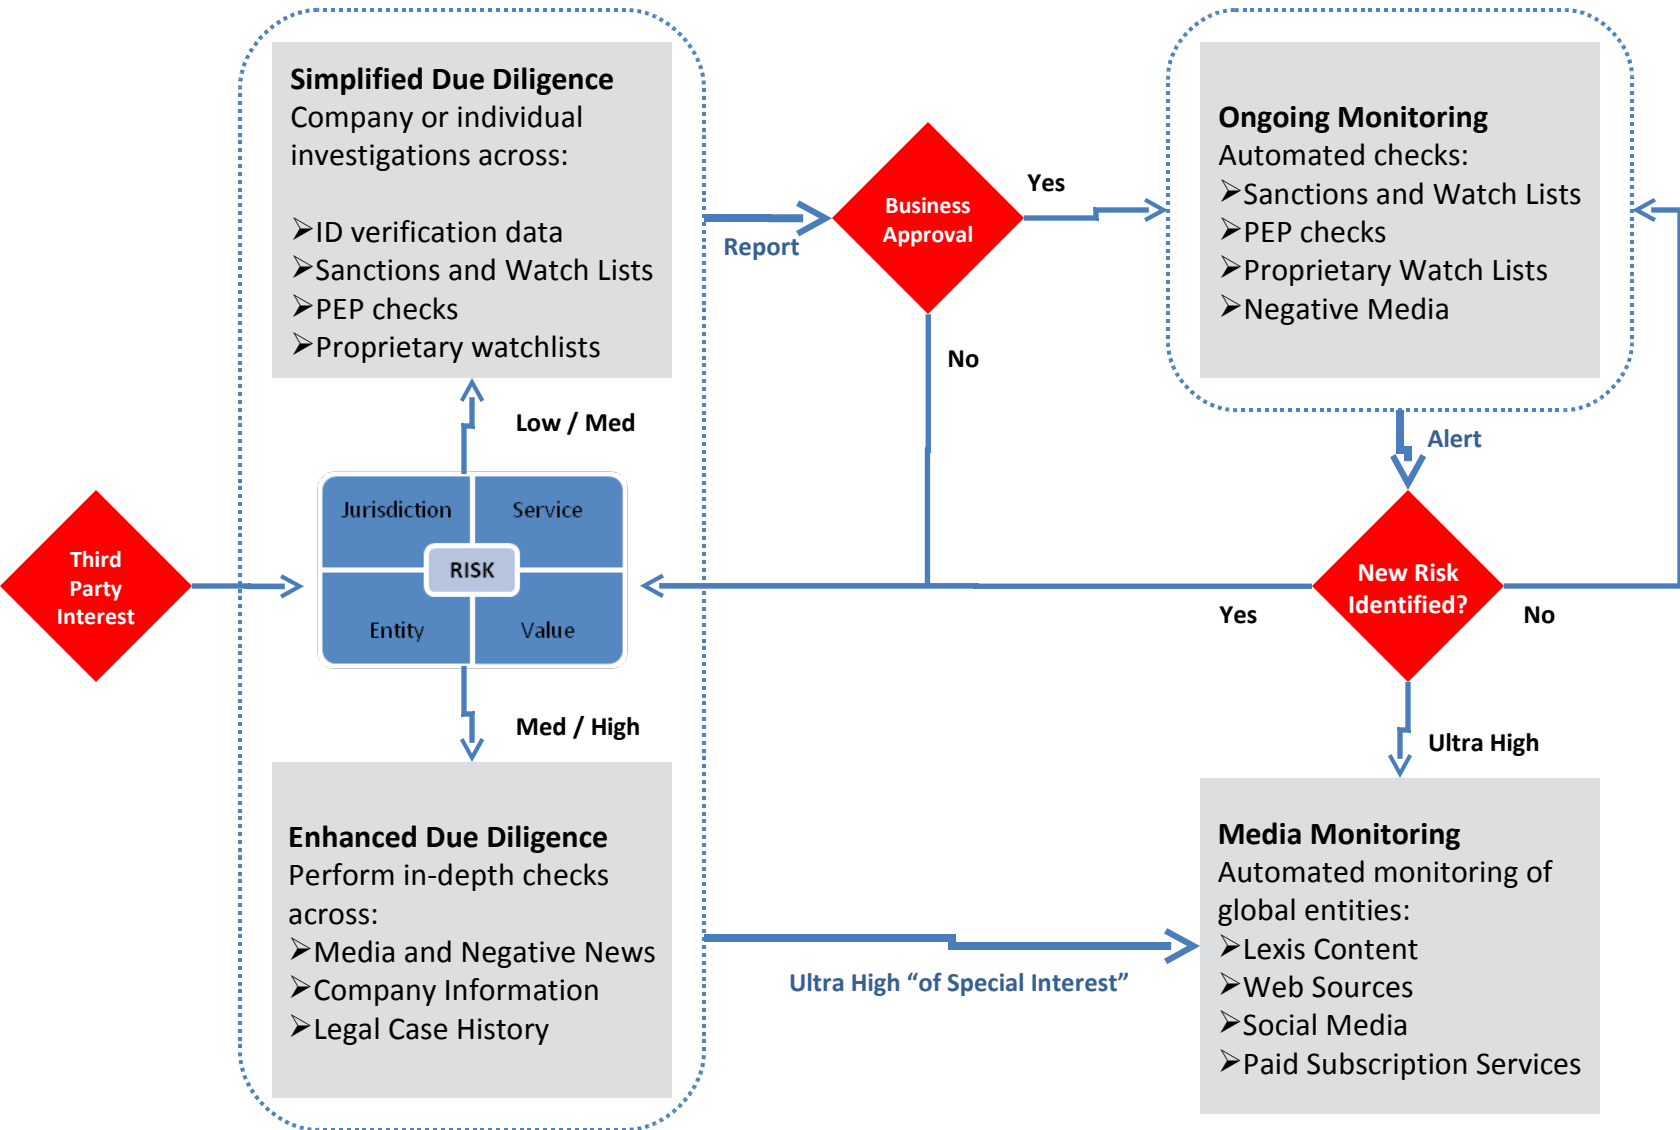 Simplified Due Diligence
Company or individual
investigations across:
➢ID verification data
➢Sanctions and Watch Lists
➢PEP checks
➢Proprietary watchlists
Low / Med
Third
Party
Interest
Jurisdiction
Service
RISK
Entity
Value
Med / High
Enhanced Due Diligence
Perform in-depth checks
across:
➢Media and Negative News
➢Company Information
➢Legal Case History
Report
Business
Approval
Yes
No
Ongoing Monitoring
Automated checks:
➢Sanctions and Watch Lists
➢PEP checks
➢Proprietary Watch Lists
➢Negative Media
Alert
New Risk
Identified?
Yes
No
Ultra High
Ultra High “of Special Interest”
Media Monitoring
Automated monitoring of
global entities:
➢Lexis Content
➢Web Sources
➢Social Media
➢Paid Subscription Services